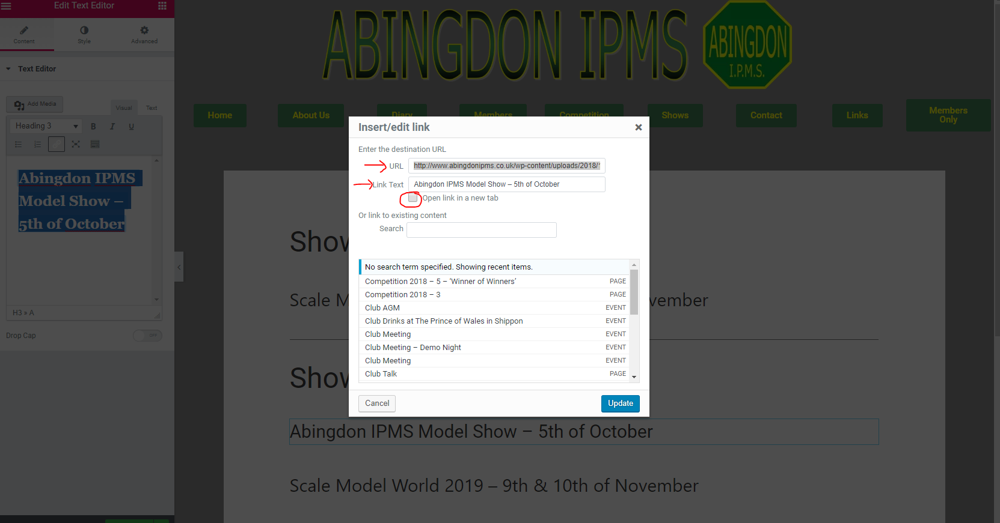 Edit Text Editor
Content
Style
Advanced
Text Editor
Add Media
Visual
Text
Heading 3
B
I
U
Abingdon IPMS
Model Show –
5th of October
H3 » A
Drop Cap
OFF
ABINGDON IPMS
ABINGDON
I.P.M.S.
Home
About Us
Diary
Members
Competition
Shows
Contact
Links
Members
Only
Insert/edit link
Enter the destination URL
URL
http://www.abingdonipms.co.uk/wp-content/uploads/2018/
Link Text
Abingdon IPMS Model Show – 5th of October
Open link in a new tab
Or link to existing content
Search
No search term specified. Showing recent items.
Competition 2018 – 5 – ‘Winner of Winners’ PAGE
Competition 2018 – 3 PAGE
Club AGM EVENT
Club Drinks at The Prince of Wales in Shippon EVENT
Club Meeting EVENT
Club Meeting – Demo Night EVENT
Club Meeting EVENT
Club Talk PAGE
Cancel
Update
Show
Scale M
vember
Show
Abingdon IPMS Model Show – 5th of October
Scale Model World 2019 – 9th & 10th of November